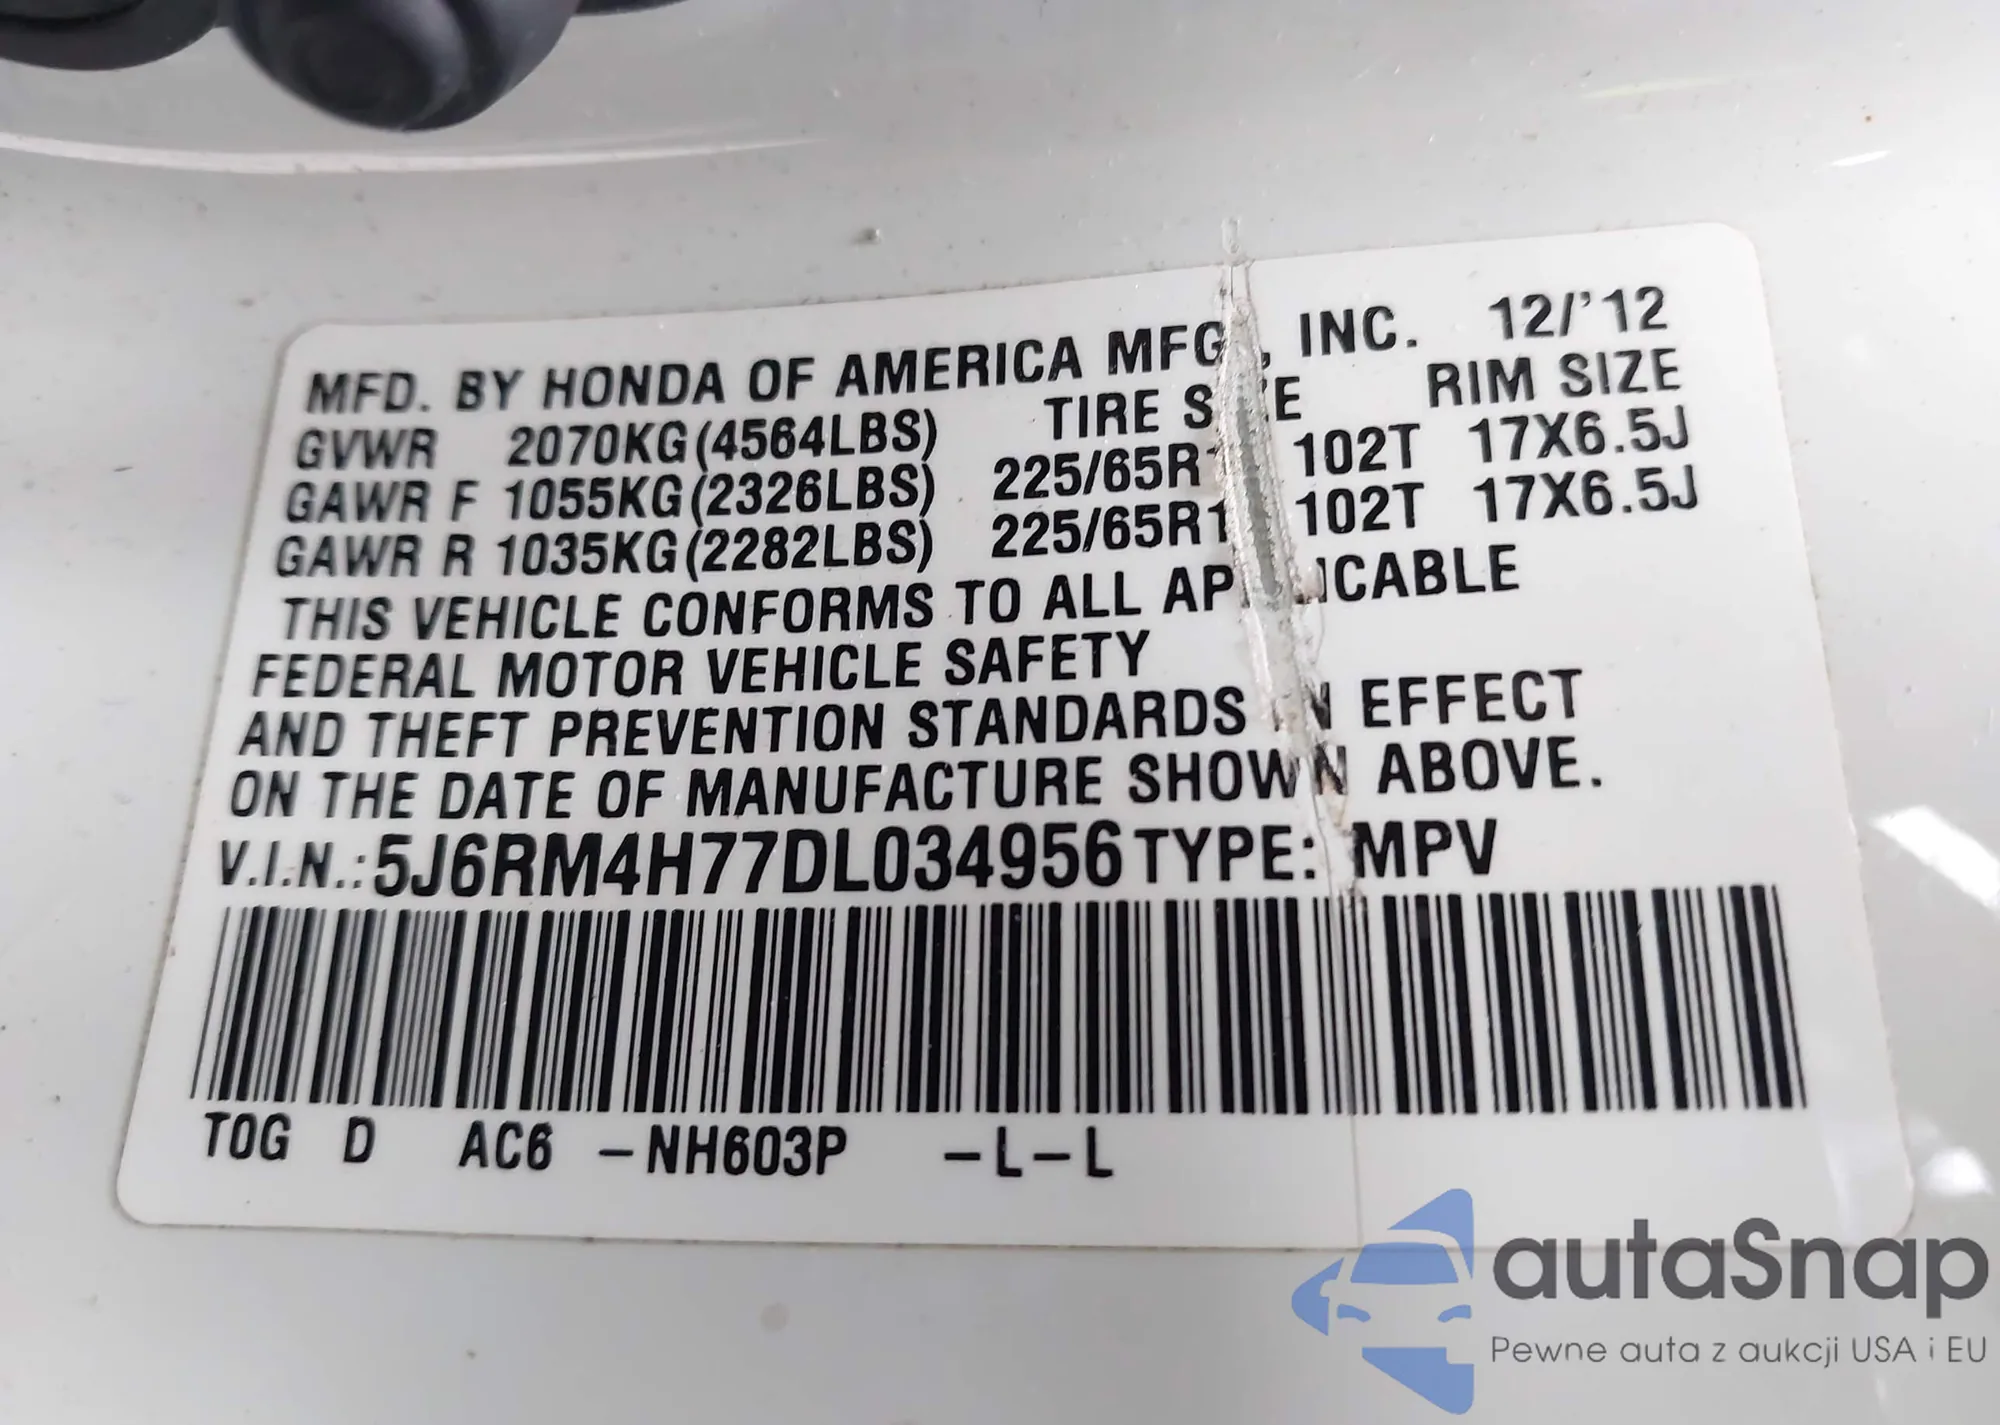 MFD. BY HONDA OF AMERICA MFG., INC. 12/'12
GVWR 2070KG(4564LBS) TIRE S E RIM SIZE
GAWR F 1055KG(2326LBS) 225/65R1 102T 17X6.5J
GAWR R 1035KG(2282LBS) 225/65R1 102T 17X6.5J
THIS VEHICLE CONFORMS TO ALL APPLICABLE
FEDERAL MOTOR VEHICLE SAFETY
AND THEFT PREVENTION STANDARDS IN EFFECT
ON THE DATE OF MANUFACTURE SHOWN ABOVE.
V.I.N.:5J6RM4H77DL034956 TYPE: MPV
TOG D AC6 -NH603P -L-L
autaSnap
Pewne auta z aukcji USA i EU